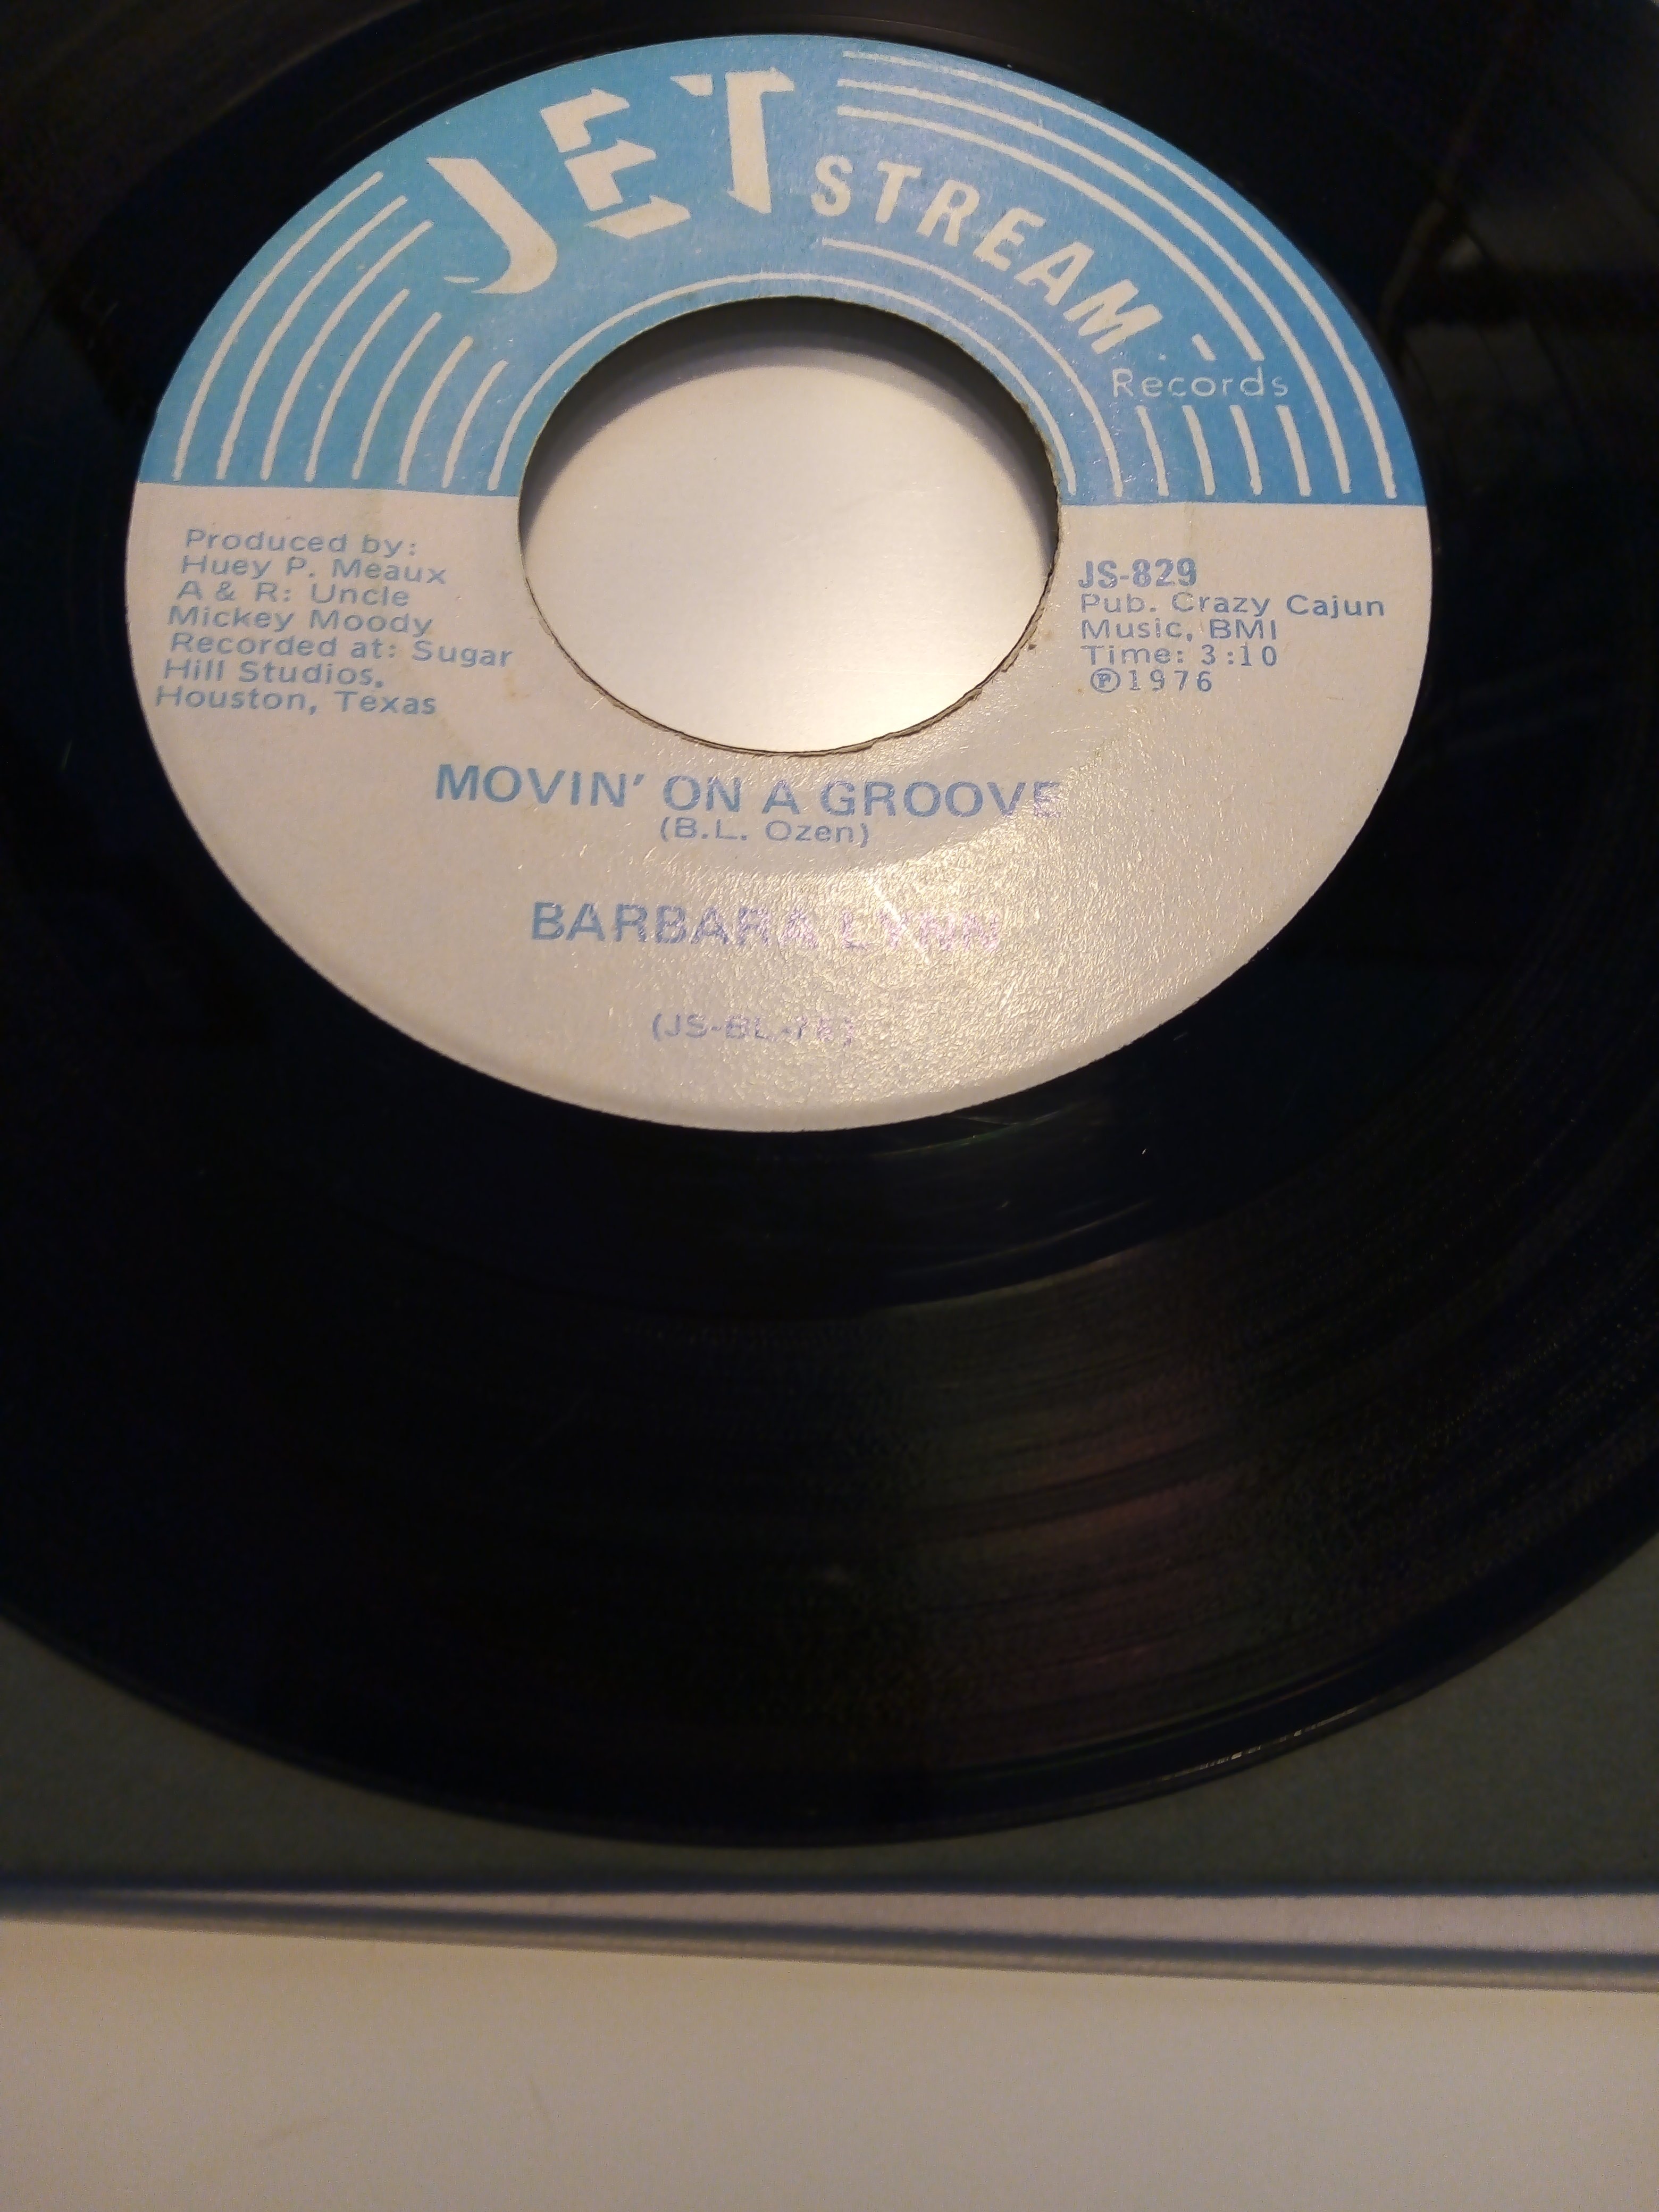 JET STREAM
Records
Produced by:
Huey P. Meaux
A & R: Uncle
Mickey Moody
Recorded at: Sugar
Hill Studios,
Houston, Texas
JS-829
Pub. Crazy Cajun
Music, BMI
Time: 3:10
Ⓟ1976
MOVIN' ON A GROOVE
(B.L. Ozen)
BARBARA LYNN